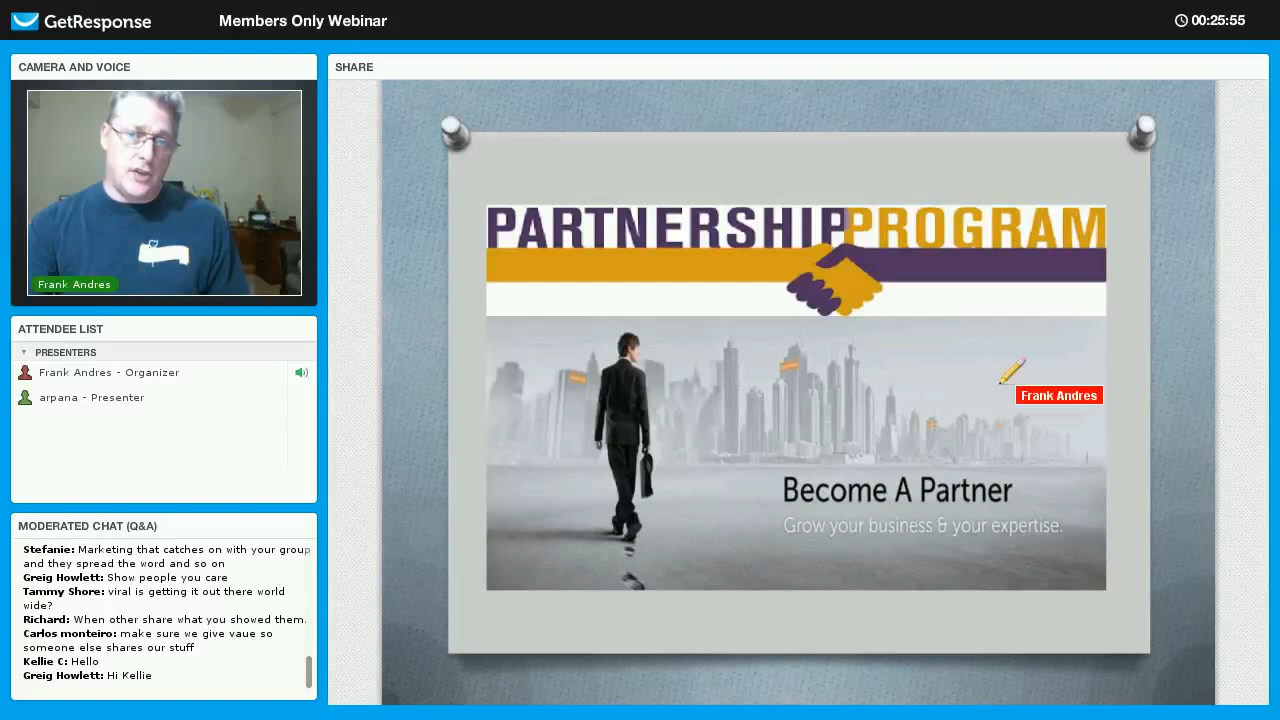 GetResponse
Members Only Webinar
00:25:55
CAMERA AND VOICE
Frank Andres
ATTENDEE LIST
PRESENTERS
Frank Andres - Organizer
arpana - Presenter
MODERATED CHAT (Q&A)
Stefanie: Marketing that catches on with your group
and they spread the word and so on
Greig Howlett: Show people you care
Tammy Shore: viral is getting it out there world
wide?
Richard: When other share what you showed them.
Carlos monteiro: make sure we give vaue so
someone else shares our stuff
Kellie C: Hello
Greig Howlett: Hi Kellie
SHARE
PARTNERSHIPPROGRAM
Frank Andres
Become A Partner
Grow your business & your expertise.